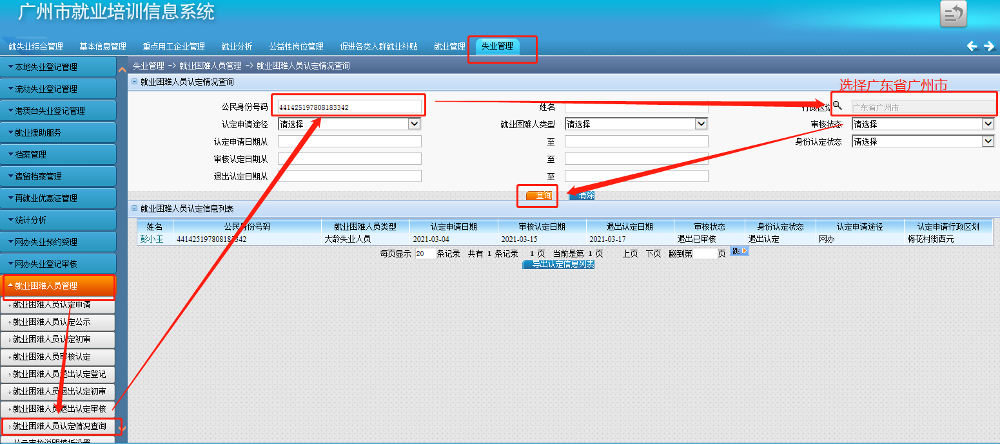 广州市就业培训信息系统
就失业综合管理 基本信息管理 重点用工企业管理 就业分析 公益性岗位管理 促进各类人群就业补贴 就业管理 失业管理
本地失业登记管理
流动失业登记管理
港澳台失业登记管理
就业援助服务
档案管理
遗留档案管理
再就业优惠证管理
统计分析
网办失业预约受理
网办失业登记审核
就业困难人员管理
就业困难人员认定申请
就业困难人员认定公示
就业困难人员认定初审
就业困难人员审核认定
就业困难人员退出认定登记
就业困难人员退出认定初审
就业困难人员退出认定审核
就业困难人员认定情况查询
公示审核说明模板设置
失业管理 -> 就业困难人员管理 -> 就业困难人员认定情况查询
就业困难人员认定情况查询
选择广东省广州市
公民身份号码 441425197808183342 姓名 行政区划 广东省广州市
认定申请途径 请选择 就业困难人类型 请选择 审核状态 请选择
认定申请日期从 至 身份认定状态 请选择
审核认定日期从 至
退出认定日期从 至
查询 清除
就业困难人员认定信息列表
姓名 公民身份号码 就业困难人员类型 认定申请日期 审核认定日期 退出认定日期 审核状态 身份认定状态 认定申请途径 认定申请行政区划
彭小玉 441425197808183342 大龄失业人员 2021-03-04 2021-03-15 2021-03-17 退出已审核 退出认定 网办 梅花村街西元
每页显示 20 条记录 共有 1 条记录 1 页 当前是第 1 页 上页 下页 翻到第 页 跳
导出认定信息列表